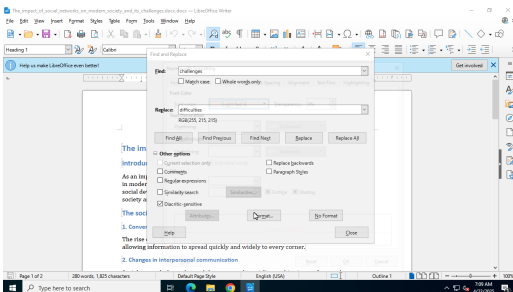 The_impact_of_social_networks_on_modern_society_and_its_challenges.docx.docx — LibreOffice Writer
File Edit View Insert Format Styles Table Form Tools Window Help
Heading 1
Calibri
Find and Replace
Help us make LibreOffice even better!
Get involved
Find: challenges
Match case Whole words only
Replace: difficulties
RGB(255, 215, 215)
Find All Find Previous Find Next Replace Replace All
Other options
Current selection only Replace backwards
Comments Paragraph Styles
Regular expressions
Similarity search Similarities...
Diacritic-sensitive
Attributes... Format... No Format
Help Close
The im
introdu
As an imp
in modern
social dev
society a
The soci
1. Conver
The rise o
allowing information to spread quickly and widely to every corner.
2. Changes in interpersonal communication
Page 1 of 2 280 words, 1,825 characters Default Page Style English (USA) Outline 1 100%
Type here to search
7:09 AM